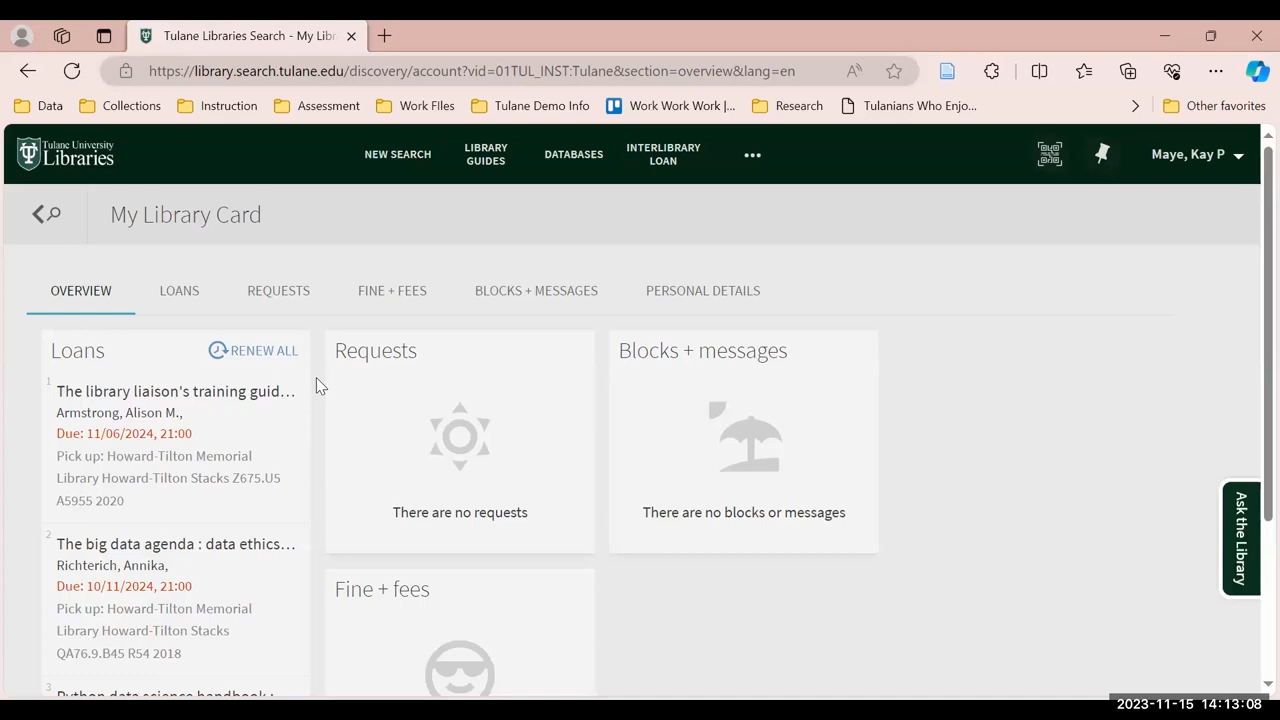 Tulane Libraries Search - My Libr
https://library.search.tulane.edu/discovery/account?vid=01TUL_INST:Tulane&section=overview&lang=en
Data
Collections
Instruction
Assessment
Work FIles
Tulane Demo Info
Work Work Work |...
Research
Tulanians Who Enjo...
Other favorites
Tulane University
Libraries
NEW SEARCH
LIBRARY
GUIDES
DATABASES
INTERLIBRARY
LOAN
Maye, Kay P
My Library Card
OVERVIEW
LOANS
REQUESTS
FINE + FEES
BLOCKS + MESSAGES
PERSONAL DETAILS
Loans
RENEW ALL
1
The library liaison's training guid...
Armstrong, Alison M.,
Due: 11/06/2024, 21:00
Pick up: Howard-Tilton Memorial
Library Howard-Tilton Stacks Z675.U5
A5955 2020
2
The big data agenda : data ethics...
Richterich, Annika,
Due: 10/11/2024, 21:00
Pick up: Howard-Tilton Memorial
Library Howard-Tilton Stacks
QA76.9.B45 R54 2018
3
Python data science handbook :
Requests
There are no requests
Blocks + messages
There are no blocks or messages
Fine + fees
Ask the Library
2023-11-15 14:13:08